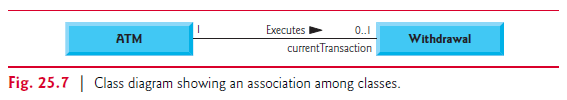 ATM
1
Executes ▶
0..1
currentTransaction
Withdrawal
Fig. 25.7 | Class diagram showing an association among classes.